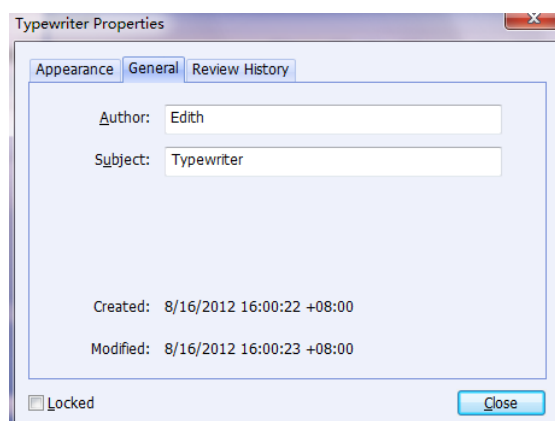 Typewriter Properties
Appearance General Review History
Author: Edith
Subject: Typewriter
Created: 8/16/2012 16:00:22 +08:00
Modified: 8/16/2012 16:00:23 +08:00
Locked Close